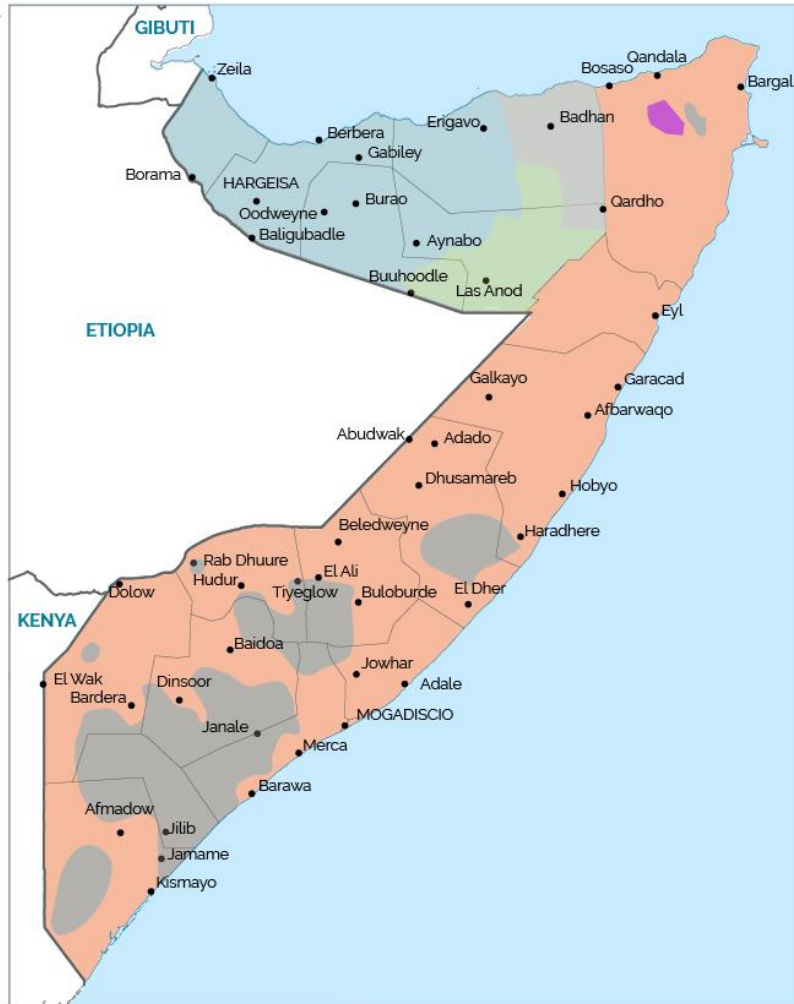 GIBUTI
Zeila
Qandala
Bosaso
Bargal
Berbera
Erigavo
Badhan
Gabiley
Borama
HARGEISA
Burao
Oodweyne
Qardho
Baligubadle
Aynabo
Buuhoodle
Las Anod
Eyl
ETIOPIA
Galkayo
Garacad
Afbarwaqo
Abudwak
Adado
Dhusamareb
Hobyo
Beledweyne
Haradhere
Rab Dhuure
El Ali
Hudur
Tiyeglow
Dolow
Buloburde
El Dher
KENYA
Baidoa
Jowhar
El Wak
Dinsoor
Adale
Bardera
MOGADISCIO
Janale
Merca
Barawa
Afmadow
Jilib
Jamame
Kismayo